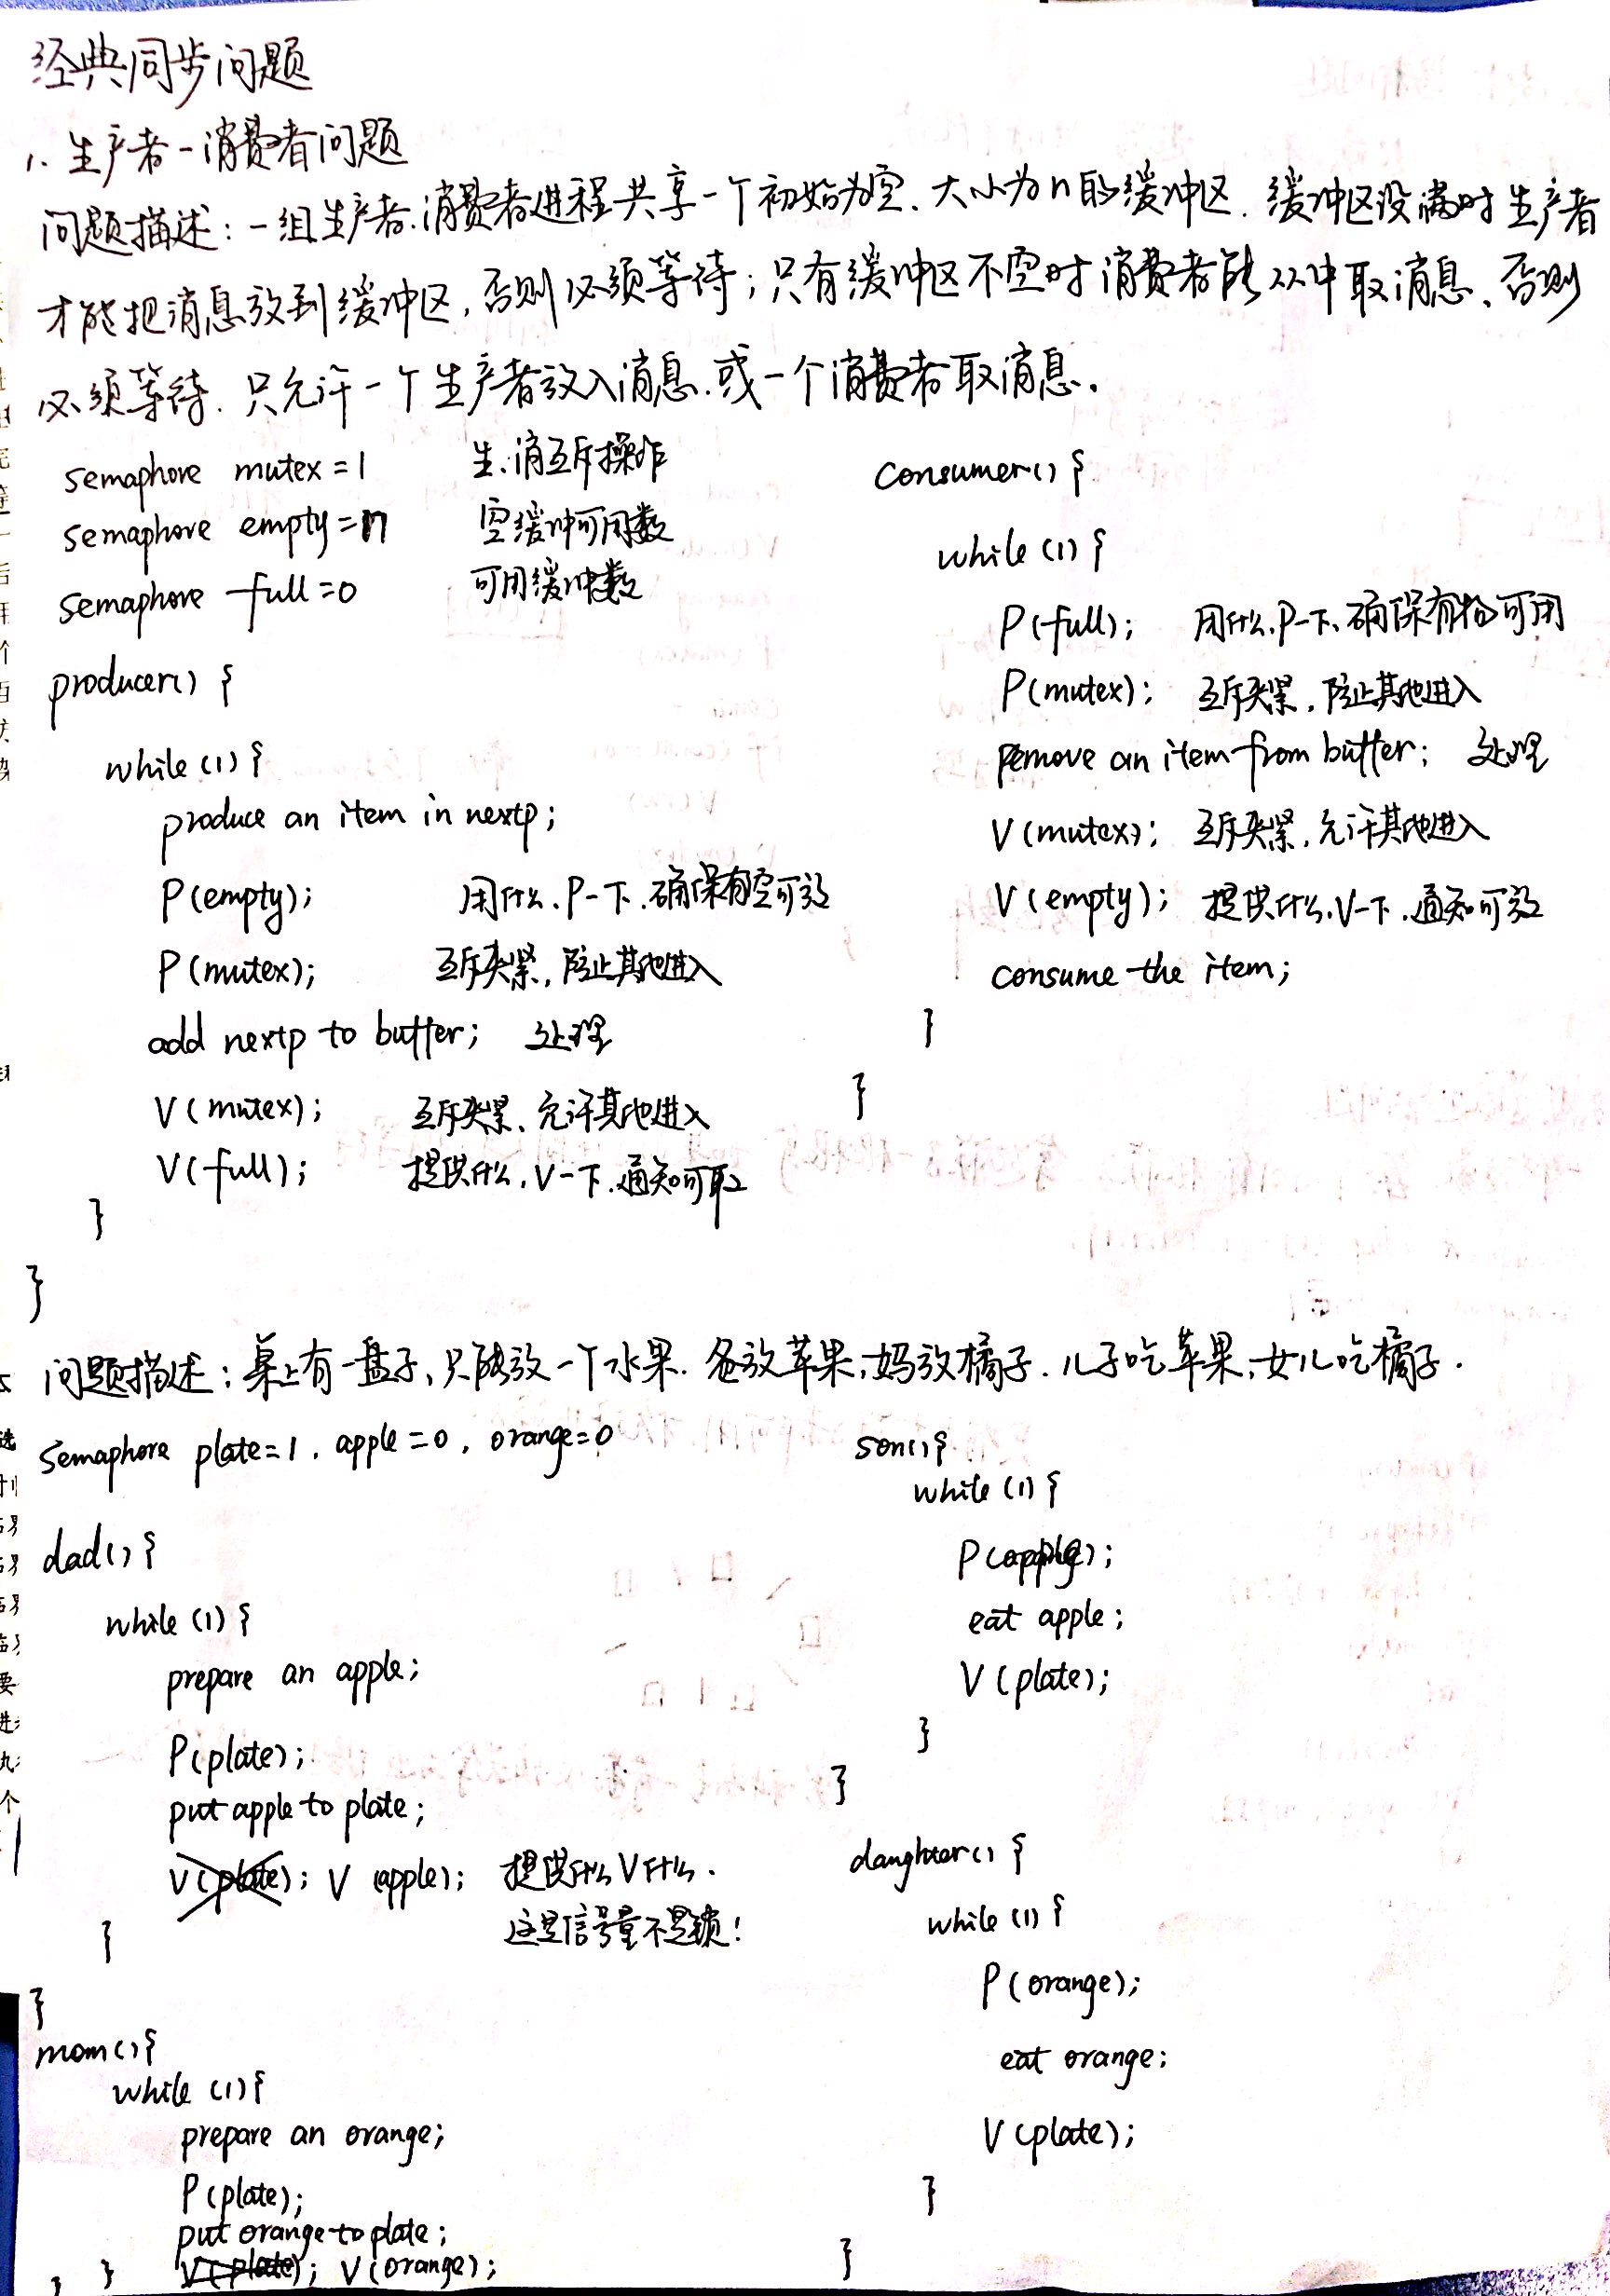 经典同步问题
1. 生产者-消费者问题
问题描述：一组生产者、消费者进程共享一个初始为空、大小为n的缓冲区. 缓冲区没满时生产者
才能把消息放到缓冲区，否则必须等待；只有缓冲区不空时消费者能从中取消息、否则
必须等待. 只允许一个生产者放入消息.或一个消费者取消息.
semaphore mutex=1 生、消互斥操作
semaphore empty=n 空缓冲可用数
semaphore full=0 可用缓冲数
producer() {
while (1) {
produce an item in nextp;
P(empty); 用什么、P一下、确保有空可放
P(mutex); 互斥夹紧，防止其他进入
add nextp to buffer; 处理
V(mutex); 互斥夹紧、允许其他进入
V(full); 提供什么，V一下、通知可取
}
}
consumer() {
while (1) {
P(full); 用什么、P一下、确保有物可用
P(mutex); 互斥夹紧，防止其他进入
remove an item from buffer; 处理
V(mutex); 互斥夹紧，允许其他进入
V(empty); 提供什么、V一下、通知可放
consume the item;
}
}
问题描述：桌上有一盘子、只能放一个水果. 爸放苹果，妈放橘子. 儿子吃苹果，女儿吃橘子.
Semaphore plate=1, apple=0, orange=0
dad() {
while (1) {
prepare an apple;
P(plate);
put apple to plate;
V(plate); V (apple); 提供什么V什么.
这是信号量不是锁!
}
}
mom() {
while (1) {
prepare an orange;
P(plate);
put orange to plate;
V(plate); V(orange);
} }
son() {
while (1) {
P(apple);
eat apple;
V(plate);
}
}
daughter() {
while (1) {
P(orange);
eat orange;
V(plate);
}
}